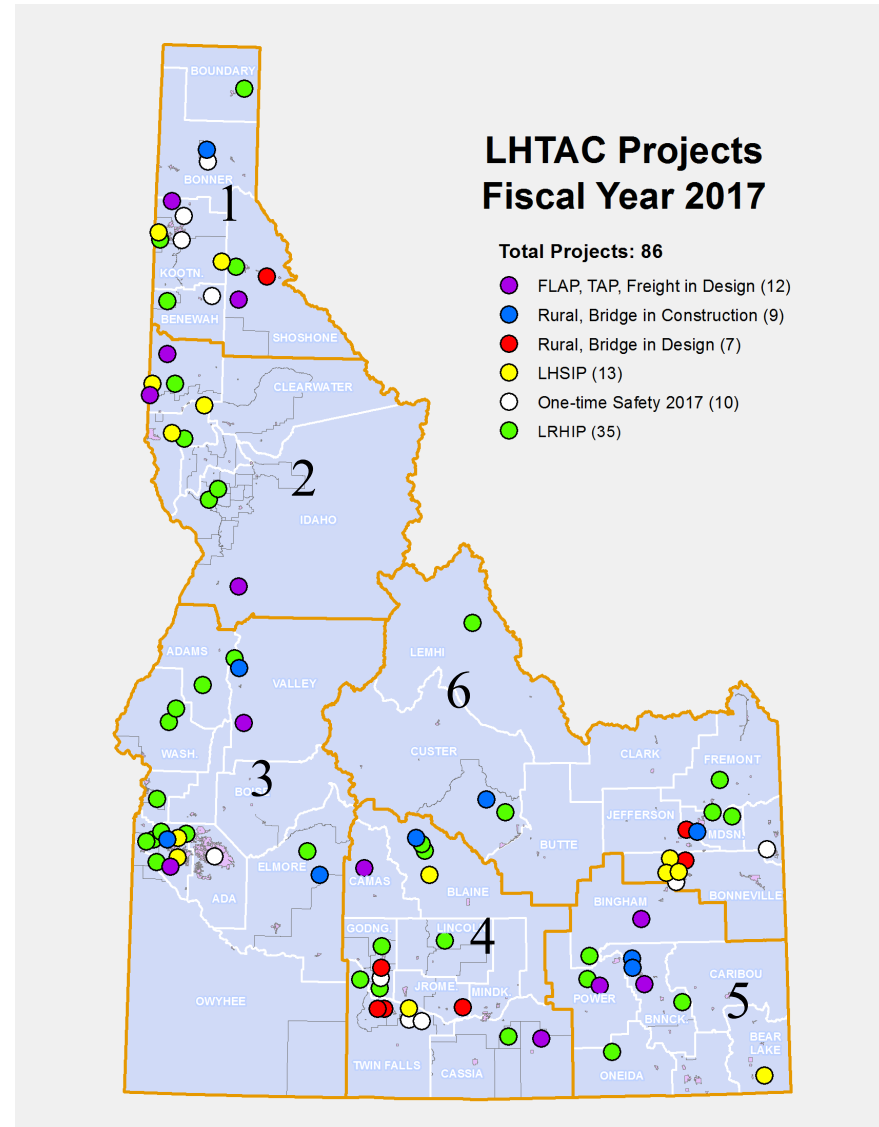 LHTAC Projects
Fiscal Year 2017
Total Projects: 86
FLAP, TAP, Freight in Design (12)
Rural, Bridge in Construction (9)
Rural, Bridge in Design (7)
LHSIP (13)
One-time Safety 2017 (10)
LRHIP (35)
BOUNDARY
BONNER
1
KOOTN.
BENEWAH
SHOSHONE
CLEARWATER
2
IDAHO
ADAMS
LEMHI
VALLEY
6
WASH.
CUSTER
CLARK
FREMONT
3
BOISE
JEFFERSON
MDSN.
BUTTE
ELMORE
CAMAS
BLAINE
ADA
BINGHAM
BONNEVILLE
GODNG.
LINCOL
4
CARIBOU
JRME.
MINDK.
POWER
5
OWYHEE
BNNCK.
BEAR
LAKE
TWIN FALLS
CASSIA
ONEIDA